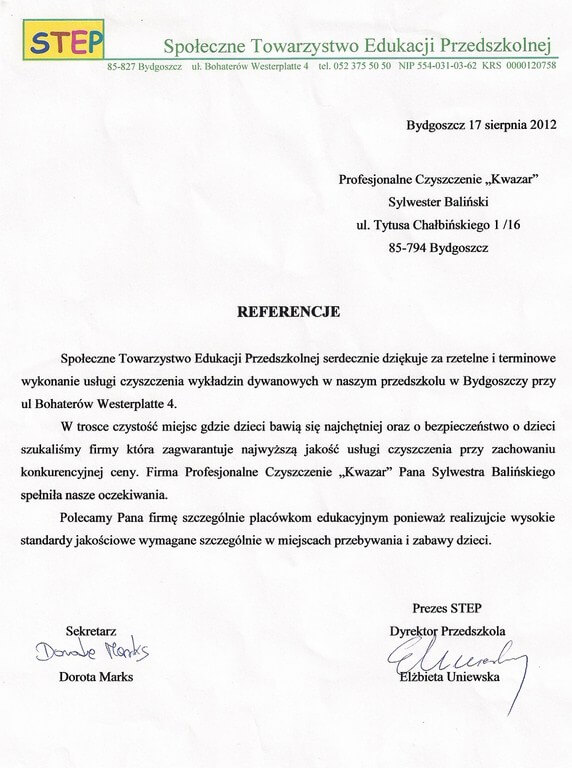 STEP
Społeczne Towarzystwo Edukacji Przedszkolnej
85-827 Bydgoszcz ul. Bohaterów Westerplatte 4 tel. 052 375 50 50 NIP 554-031-03-62 KRS 0000120758
Bydgoszcz 17 sierpnia 2012
Profesjonalne Czyszczenie „Kwazar”
Sylwester Baliński
ul. Tytusa Chałbińskiego 1 /16
85-794 Bydgoszcz
REFERENCJE
Społeczne Towarzystwo Edukacji Przedszkolnej serdecznie dziękuje za rzetelne i terminowe
wykonanie usługi czyszczenia wykładzin dywanowych w naszym przedszkolu w Bydgoszczy przy
ul Bohaterów Westerplatte 4.
W trosce czystość miejsc gdzie dzieci bawią się najchętniej oraz o bezpieczeństwo o dzieci
szukaliśmy firmy która zagwarantuje najwyższą jakość usługi czyszczenia przy zachowaniu
konkurencyjnej ceny. Firma Profesjonalne Czyszczenie „Kwazar” Pana Sylwestra Balińskiego
spełniła nasze oczekiwania.
Polecamy Pana firmę szczególnie placówkom edukacyjnym ponieważ realizujcie wysokie
standardy jakościowe wymagane szczególnie w miejscach przebywania i zabawy dzieci.
Prezes STEP
Sekretarz Dyrektor Przedszkola
Dorota Marks
Dorota Marks Elżbieta Uniewska